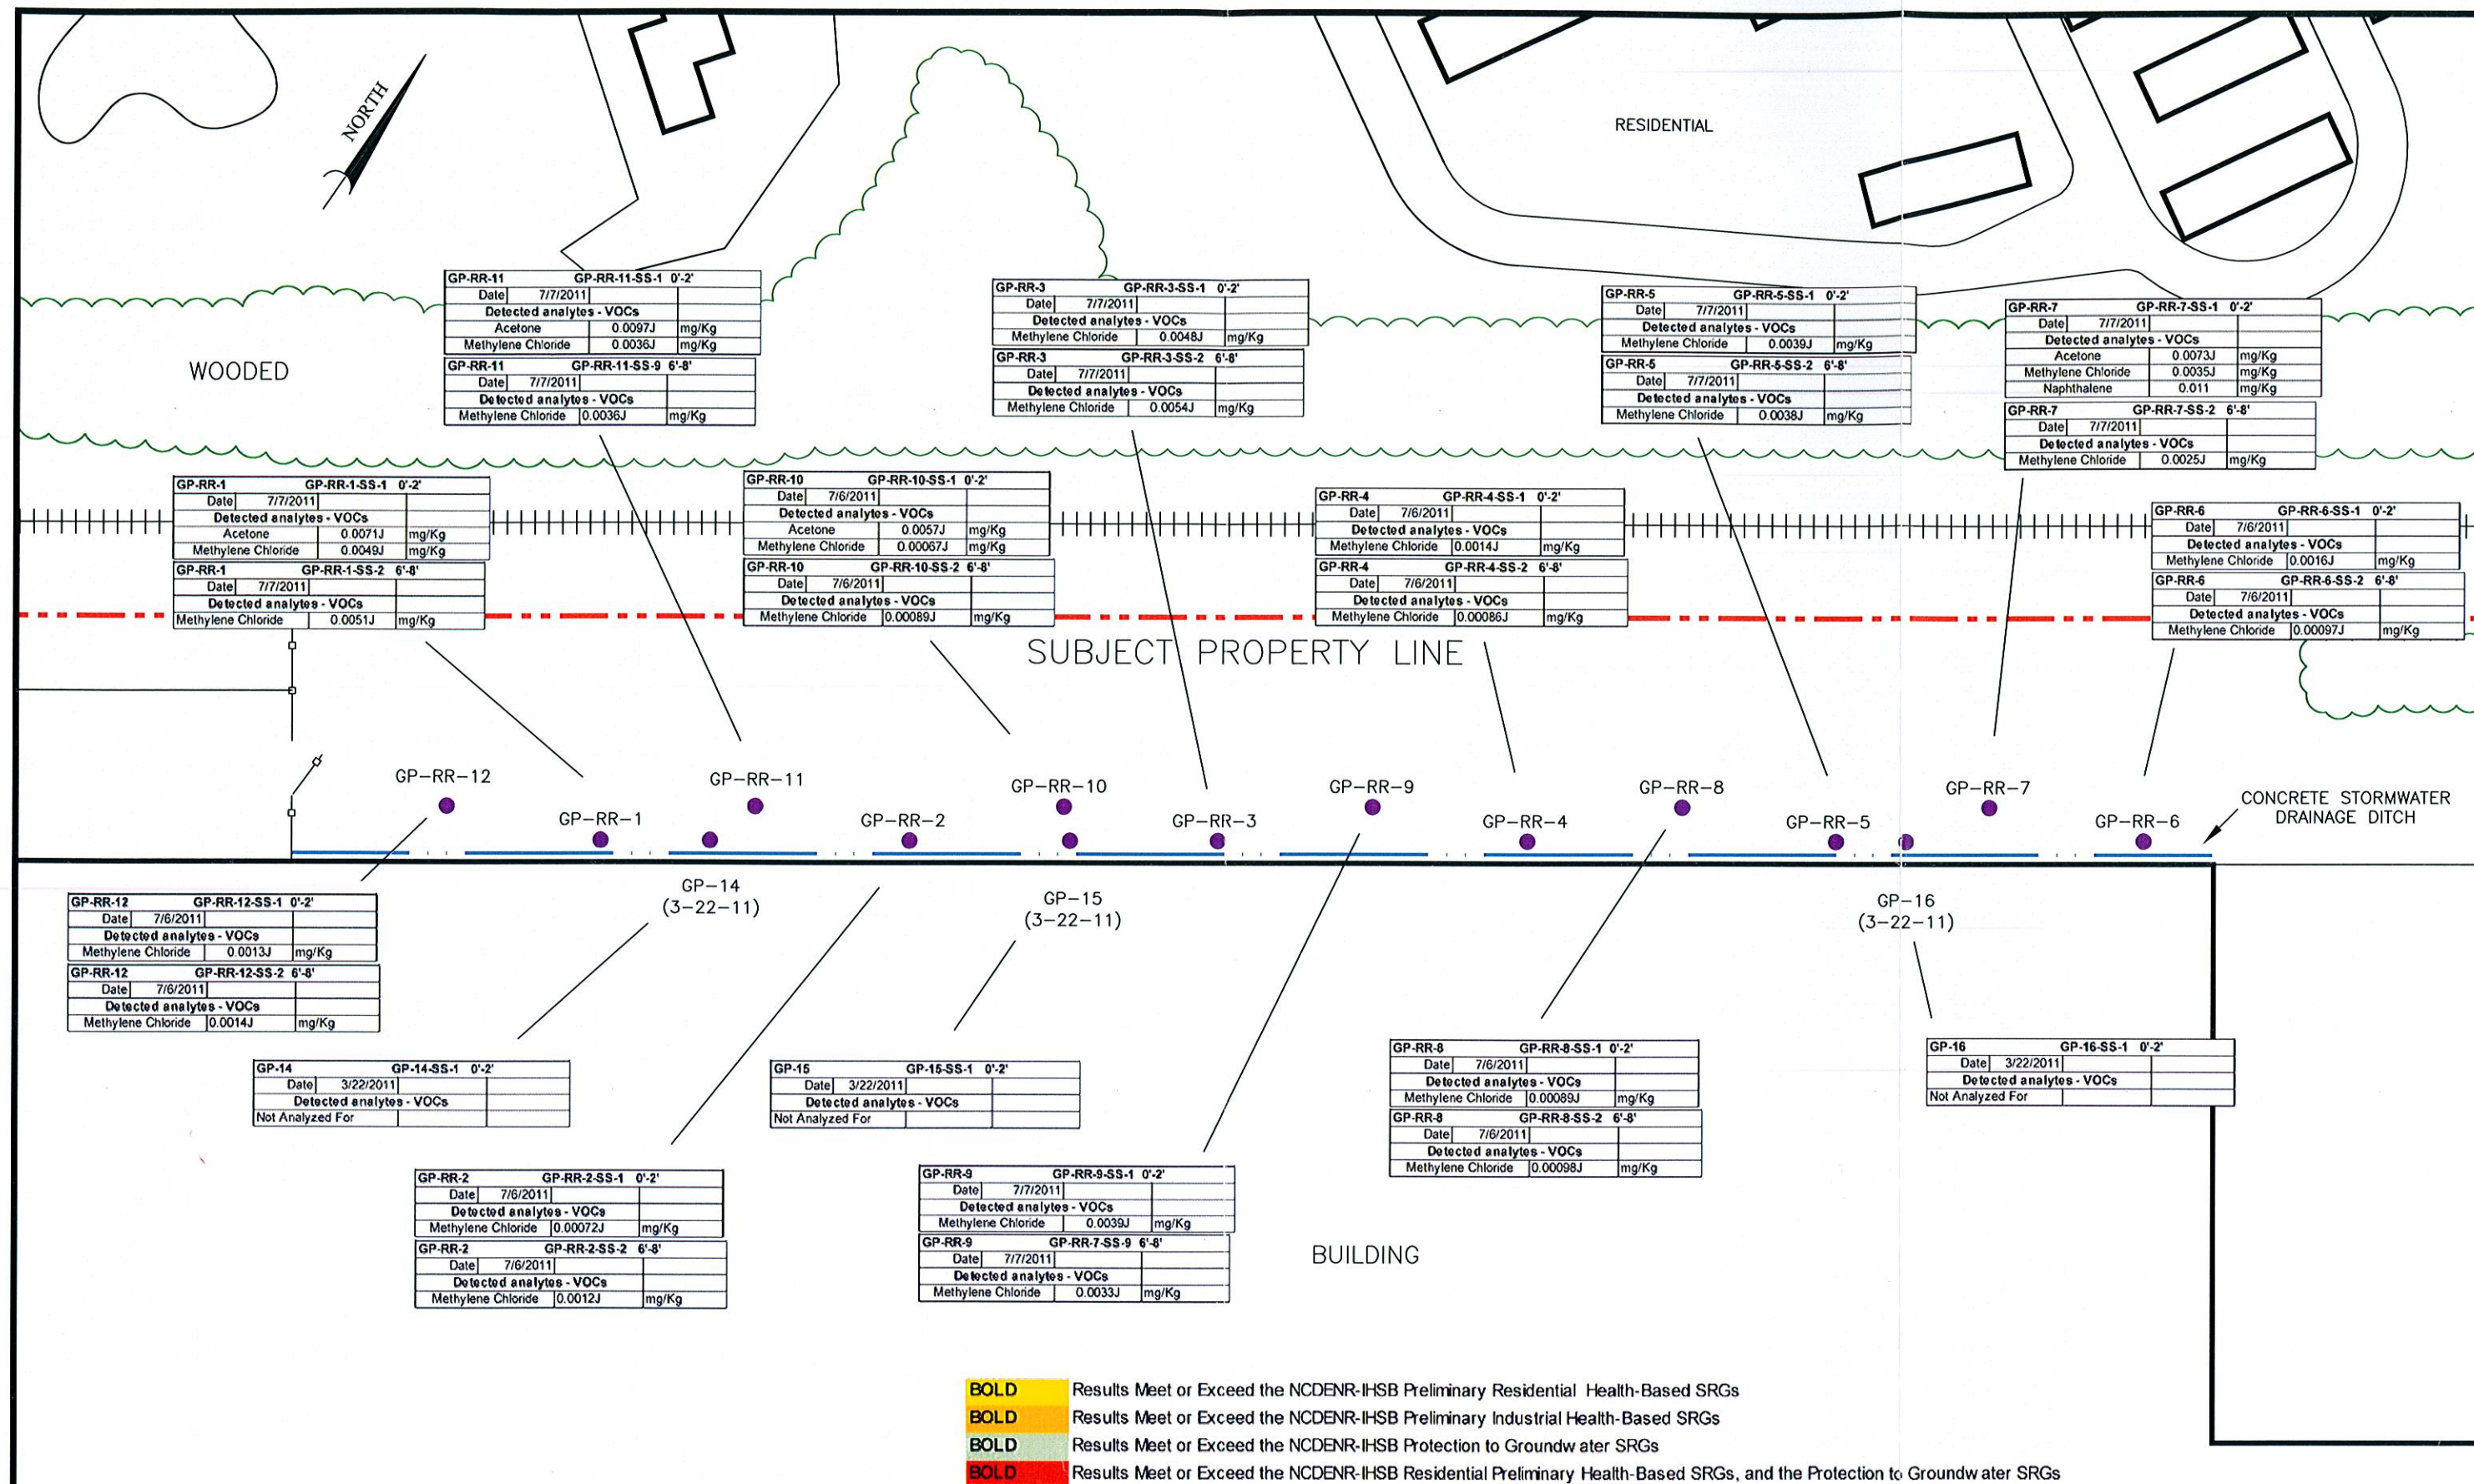 NORTH
RESIDENTIAL
WOODED
GP-RR-11 GP-RR-11-SS-1 0'-2'
Date 7/7/2011
Detected analytes - VOCs
Acetone 0.0097J mg/Kg
Methylene Chloride 0.0036J mg/Kg
GP-RR-11 GP-RR-11-SS-9 6'-8'
Date 7/7/2011
Detected analytes - VOCs
Methylene Chloride 0.0036J mg/Kg
GP-RR-3 GP-RR-3-SS-1 0'-2'
Date 7/7/2011
Detected analytes - VOCs
Methylene Chloride 0.0048J mg/Kg
GP-RR-3 GP-RR-3-SS-2 6'-8'
Date 7/7/2011
Detected analytes - VOCs
Methylene Chloride 0.0054J mg/Kg
GP-RR-5 GP-RR-5-SS-1 0'-2'
Date 7/7/2011
Detected analytes - VOCs
Methylene Chloride 0.0039J mg/Kg
GP-RR-5 GP-RR-5-SS-2 6'-8'
Date 7/7/2011
Detected analytes - VOCs
Methylene Chloride 0.0038J mg/Kg
GP-RR-7 GP-RR-7-SS-1 0'-2'
Date 7/7/2011
Detected analytes - VOCs
Acetone 0.0073J mg/Kg
Methylene Chloride 0.0035J mg/Kg
Naphthalene 0.011 mg/Kg
GP-RR-7 GP-RR-7-SS-2 6'-8'
Date 7/7/2011
Detected analytes - VOCs
Methylene Chloride 0.0025J mg/Kg
GP-RR-1 GP-RR-1-SS-1 0'-2'
Date 7/7/2011
Detected analytes - VOCs
Acetone 0.0071J mg/Kg
Methylene Chloride 0.0049J mg/Kg
GP-RR-1 GP-RR-1-SS-2 6'-8'
Date 7/7/2011
Detected analytes - VOCs
Methylene Chloride 0.0051J mg/Kg
GP-RR-10 GP-RR-10-SS-1 0'-2'
Date 7/6/2011
Detected analytes - VOCs
Acetone 0.0057J mg/Kg
Methylene Chloride 0.00067J mg/Kg
GP-RR-10 GP-RR-10-SS-2 6'-8'
Date 7/6/2011
Detected analytes - VOCs
Methylene Chloride 0.00089J mg/Kg
GP-RR-4 GP-RR-4-SS-1 0'-2'
Date 7/6/2011
Detected analytes - VOCs
Methylene Chloride 0.0014J mg/Kg
GP-RR-4 GP-RR-4-SS-2 6'-8'
Date 7/6/2011
Detected analytes - VOCs
Methylene Chloride 0.00086J mg/Kg
GP-RR-6 GP-RR-6-SS-1 0'-2'
Date 7/6/2011
Detected analytes - VOCs
Methylene Chloride 0.0016J mg/Kg
GP-RR-6 GP-RR-6-SS-2 6'-8'
Date 7/6/2011
Detected analytes - VOCs
Methylene Chloride 0.00097J mg/Kg
SUBJECT PROPERTY LINE
GP-RR-12
GP-RR-11
GP-RR-10
GP-RR-9
GP-RR-8
GP-RR-7
GP-RR-1
GP-RR-2
GP-RR-3
GP-RR-4
GP-RR-5
GP-RR-6
CONCRETE STORMWATER
DRAINAGE DITCH
GP-14
(3-22-11)
GP-15
(3-22-11)
GP-16
(3-22-11)
GP-RR-12 GP-RR-12-SS-1 0'-2'
Date 7/6/2011
Detected analytes - VOCs
Methylene Chloride 0.0013J mg/Kg
GP-RR-12 GP-RR-12-SS-2 6'-8'
Date 7/6/2011
Detected analytes - VOCs
Methylene Chloride 0.0014J mg/Kg
GP-14 GP-14-SS-1 0'-2'
Date 3/22/2011
Detected analytes - VOCs
Not Analyzed For
GP-15 GP-15-SS-1 0'-2'
Date 3/22/2011
Detected analytes - VOCs
Not Analyzed For
GP-RR-8 GP-RR-8-SS-1 0'-2'
Date 7/6/2011
Detected analytes - VOCs
Methylene Chloride 0.00089J mg/Kg
GP-RR-8 GP-RR-8-SS-2 6'-8'
Date 7/6/2011
Detected analytes - VOCs
Methylene Chloride 0.00098J mg/Kg
GP-16 GP-16-SS-1 0'-2'
Date 3/22/2011
Detected analytes - VOCs
Not Analyzed For
GP-RR-2 GP-RR-2-SS-1 0'-2'
Date 7/6/2011
Detected analytes - VOCs
Methylene Chloride 0.00072J mg/Kg
GP-RR-2 GP-RR-2-SS-2 6'-8'
Date 7/6/2011
Detected analytes - VOCs
Methylene Chloride 0.0012J mg/Kg
GP-RR-9 GP-RR-9-SS-1 0'-2'
Date 7/7/2011
Detected analytes - VOCs
Methylene Chloride 0.0039J mg/Kg
GP-RR-9 GP-RR-7-SS-9 6'-8'
Date 7/7/2011
Detected analytes - VOCs
Methylene Chloride 0.0033J mg/Kg
BUILDING
BOLD Results Meet or Exceed the NCDENR-IHSB Preliminary Residential Health-Based SRGs
BOLD Results Meet or Exceed the NCDENR-IHSB Preliminary Industrial Health-Based SRGs
BOLD Results Meet or Exceed the NCDENR-IHSB Protection to Groundwater SRGs
BOLD Results Meet or Exceed the NCDENR-IHSB Residential Preliminary Health-Based SRGs, and the Protection to Groundwater SRGs